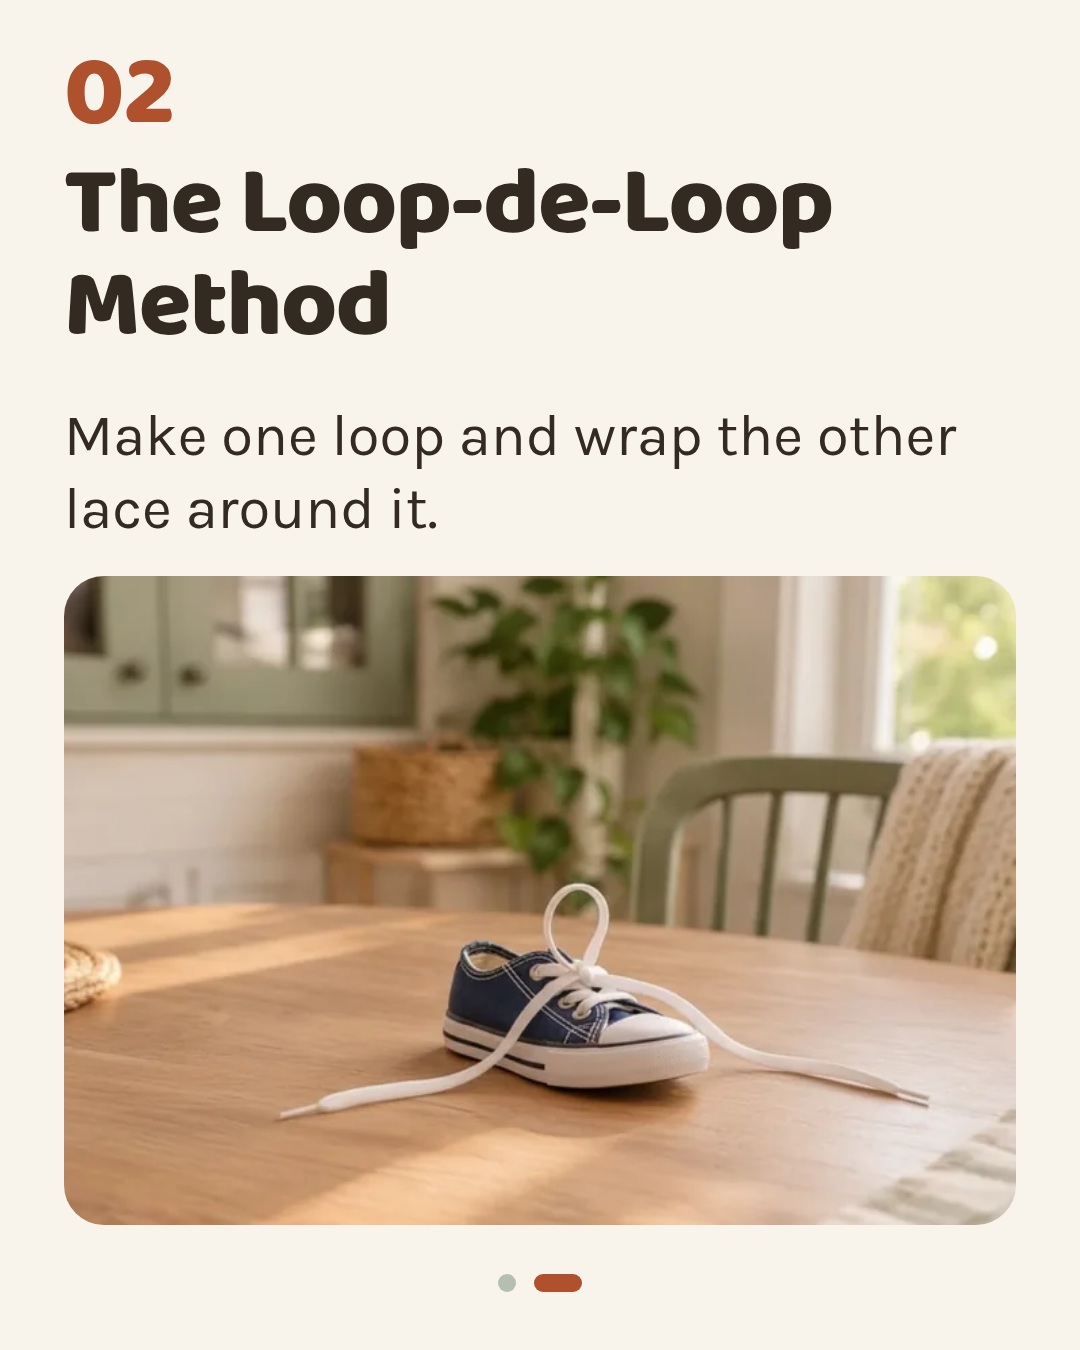 02
The Loop-de-Loop
Method
Make one loop and wrap the other
lace around it.